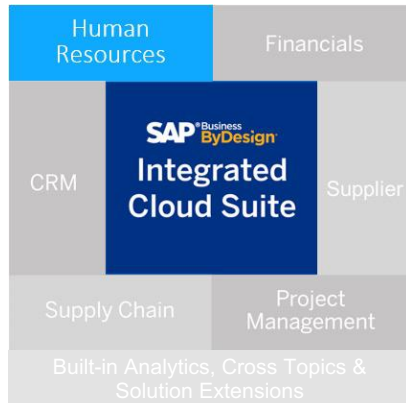 Human
Resources
Financials
CRM
SAP® Business
ByDesign®
Integrated
Cloud Suite
Supplier
Supply Chain
Project
Management
Built-in Analytics, Cross Topics &
Solution Extensions